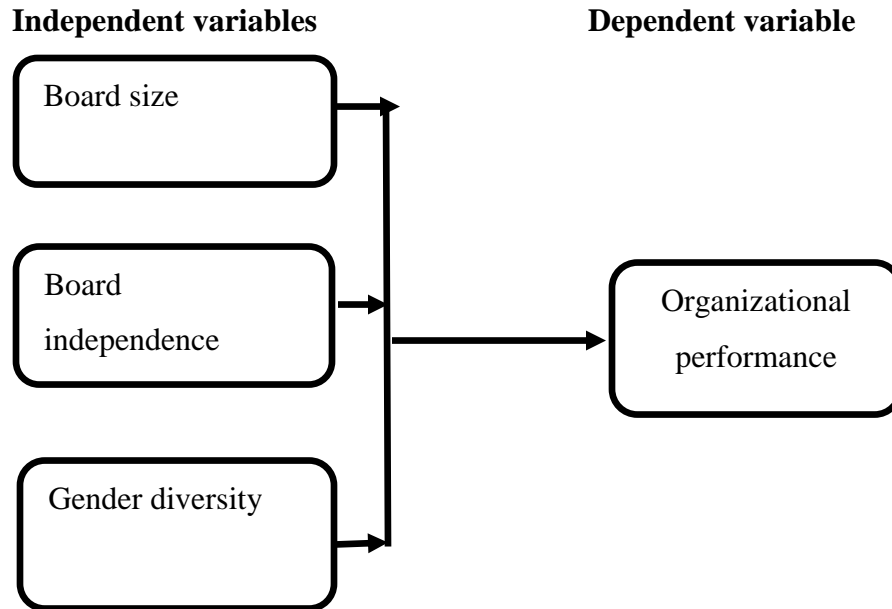 Independent variables
Dependent variable
Board size
Board
independence
Organizational
performance
Gender diversity